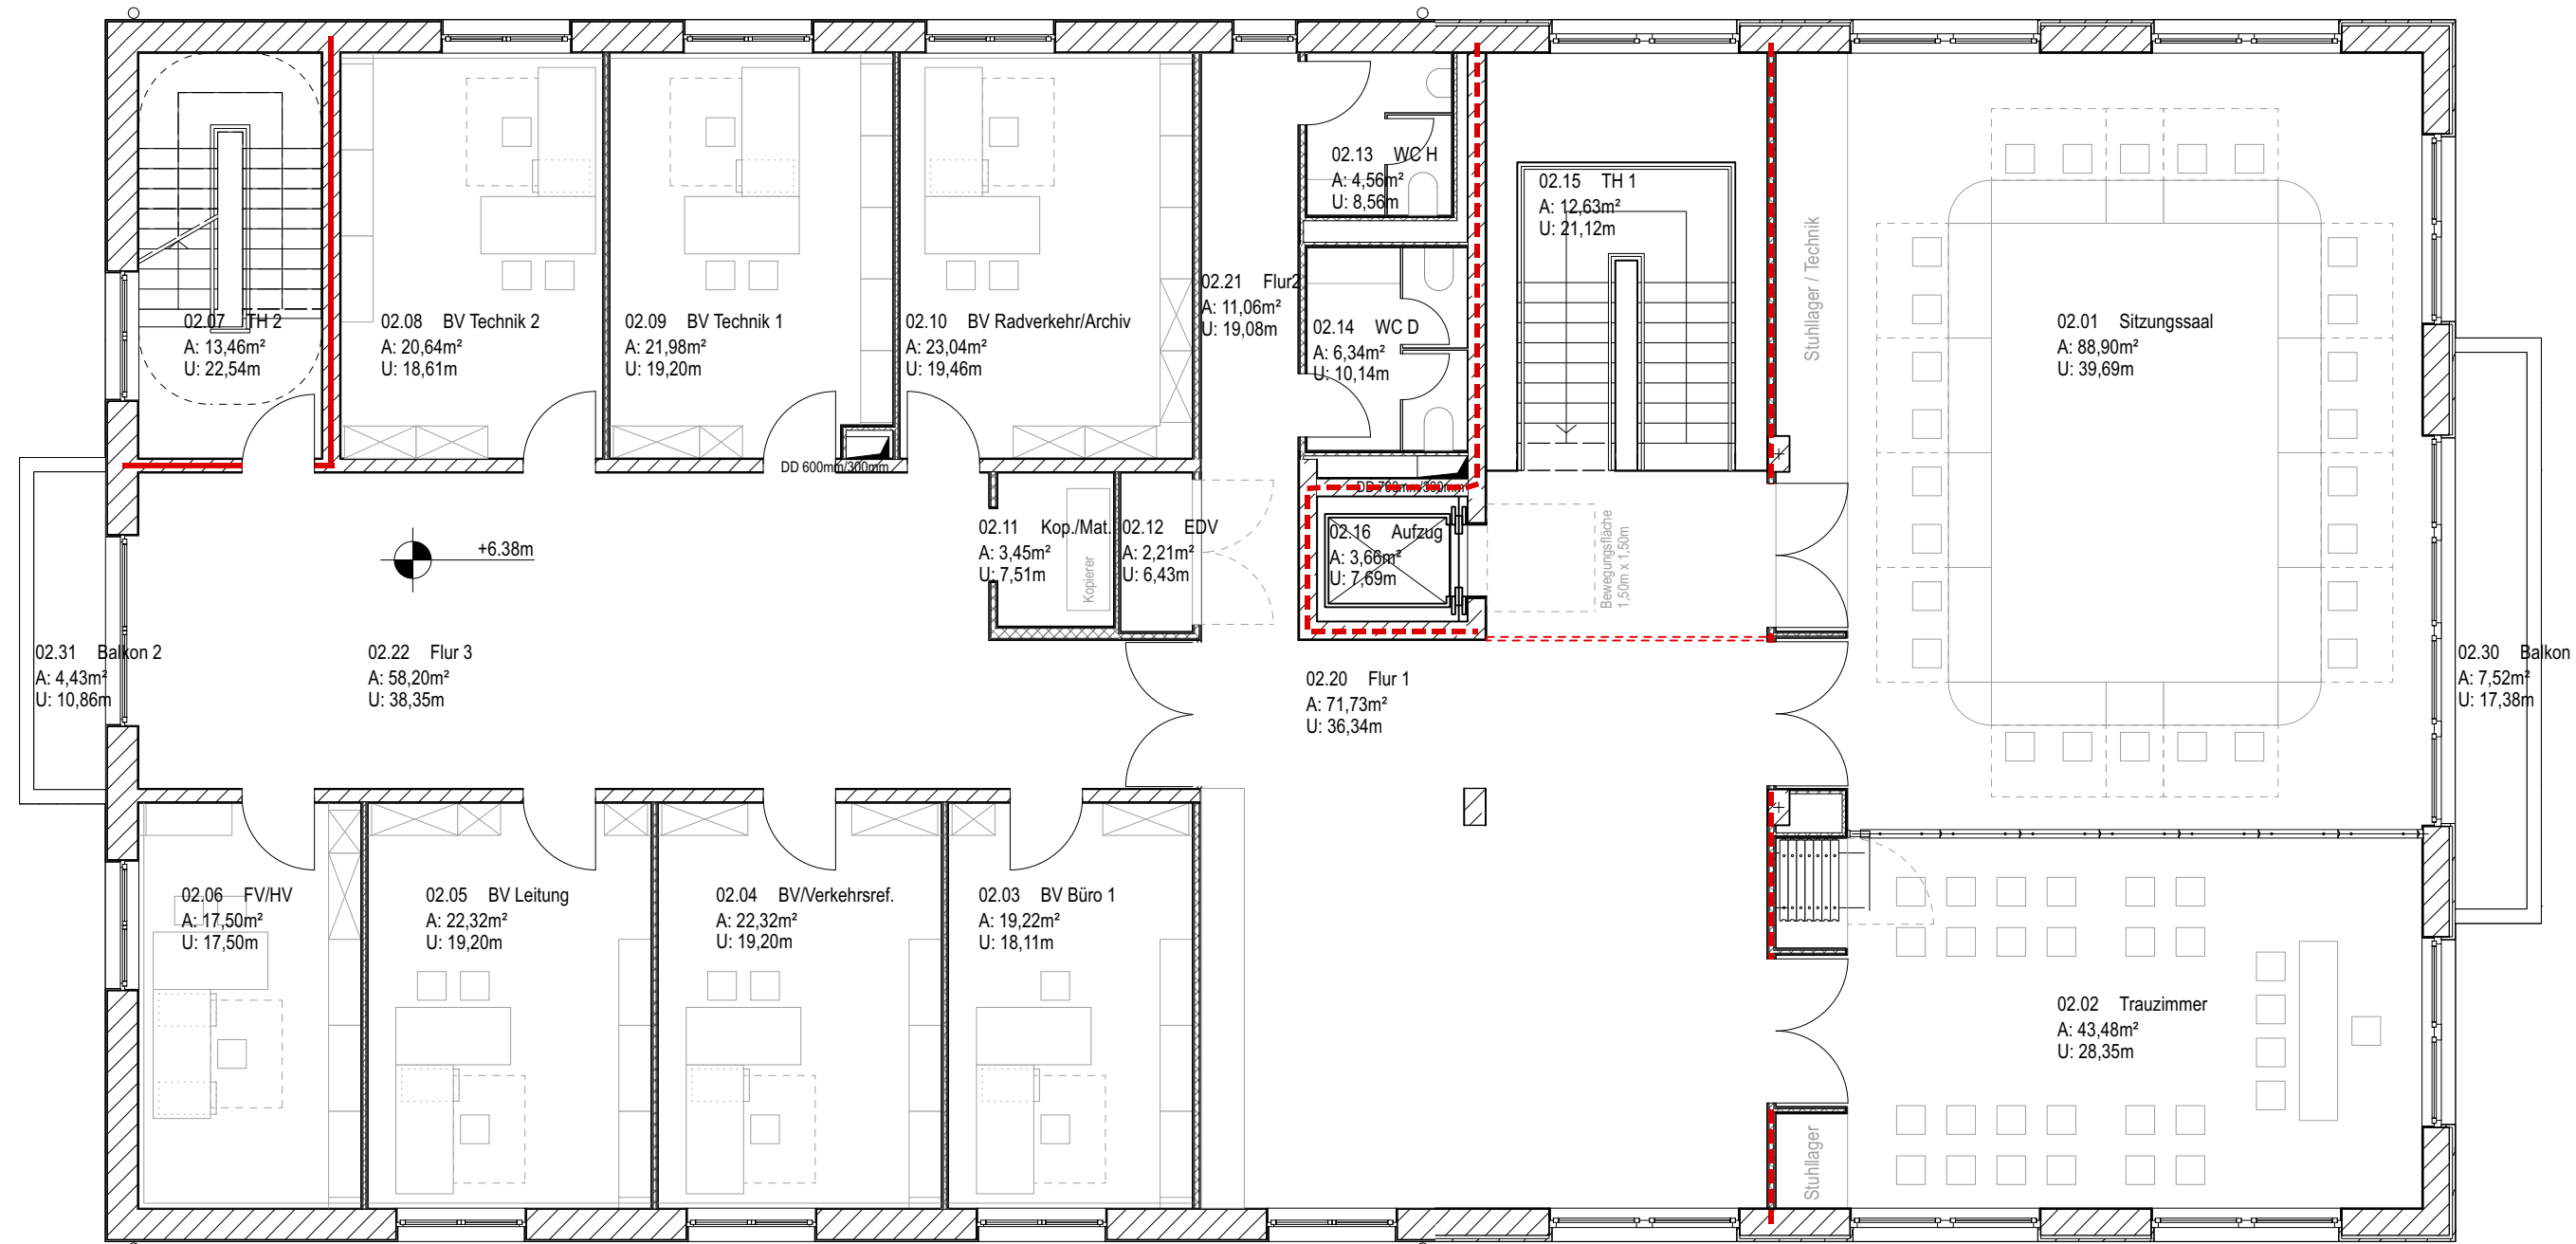 02.13 WC H
A: 4,56m²
U: 8,56m
02.15 TH 1
A: 12,63m²
U: 21,12m
Stuhllager / Technik
02.07 TH 2
A: 13,46m²
U: 22,54m
02.08 BV Technik 2
A: 20,64m²
U: 18,61m
02.09 BV Technik 1
A: 21,98m²
U: 19,20m
02.10 BV Radverkehr/Archiv
A: 23,04m²
U: 19,46m
02.21 Flur2
A: 11,06m²
U: 19,08m
02.14 WC D
A: 6,34m²
U: 10,14m
02.01 Sitzungssaal
A: 88,90m²
U: 39,69m
DD 600mm/300mm
DD 700mm/300mm
+6.38m
02.11 Kop./Mat.
A: 3,45m²
U: 7,51m
Kopierer
02.12 EDV
A: 2,21m²
U: 6,43m
02.16 Aufzug
A: 3,66m²
U: 7,69m
Bewegungsfläche
1,50m x 1,50m
02.31 Balkon 2
A: 4,43m²
U: 10,86m
02.22 Flur 3
A: 58,20m²
U: 38,35m
02.20 Flur 1
A: 71,73m²
U: 36,34m
02.30 Balkon
A: 7,52m²
U: 17,38m
02.06 FV/HV
A: 17,50m²
U: 17,50m
02.05 BV Leitung
A: 22,32m²
U: 19,20m
02.04 BV/Verkehrsref.
A: 22,32m²
U: 19,20m
02.03 BV Büro 1
A: 19,22m²
U: 18,11m
02.02 Trauzimmer
A: 43,48m²
U: 28,35m
Stuhllager